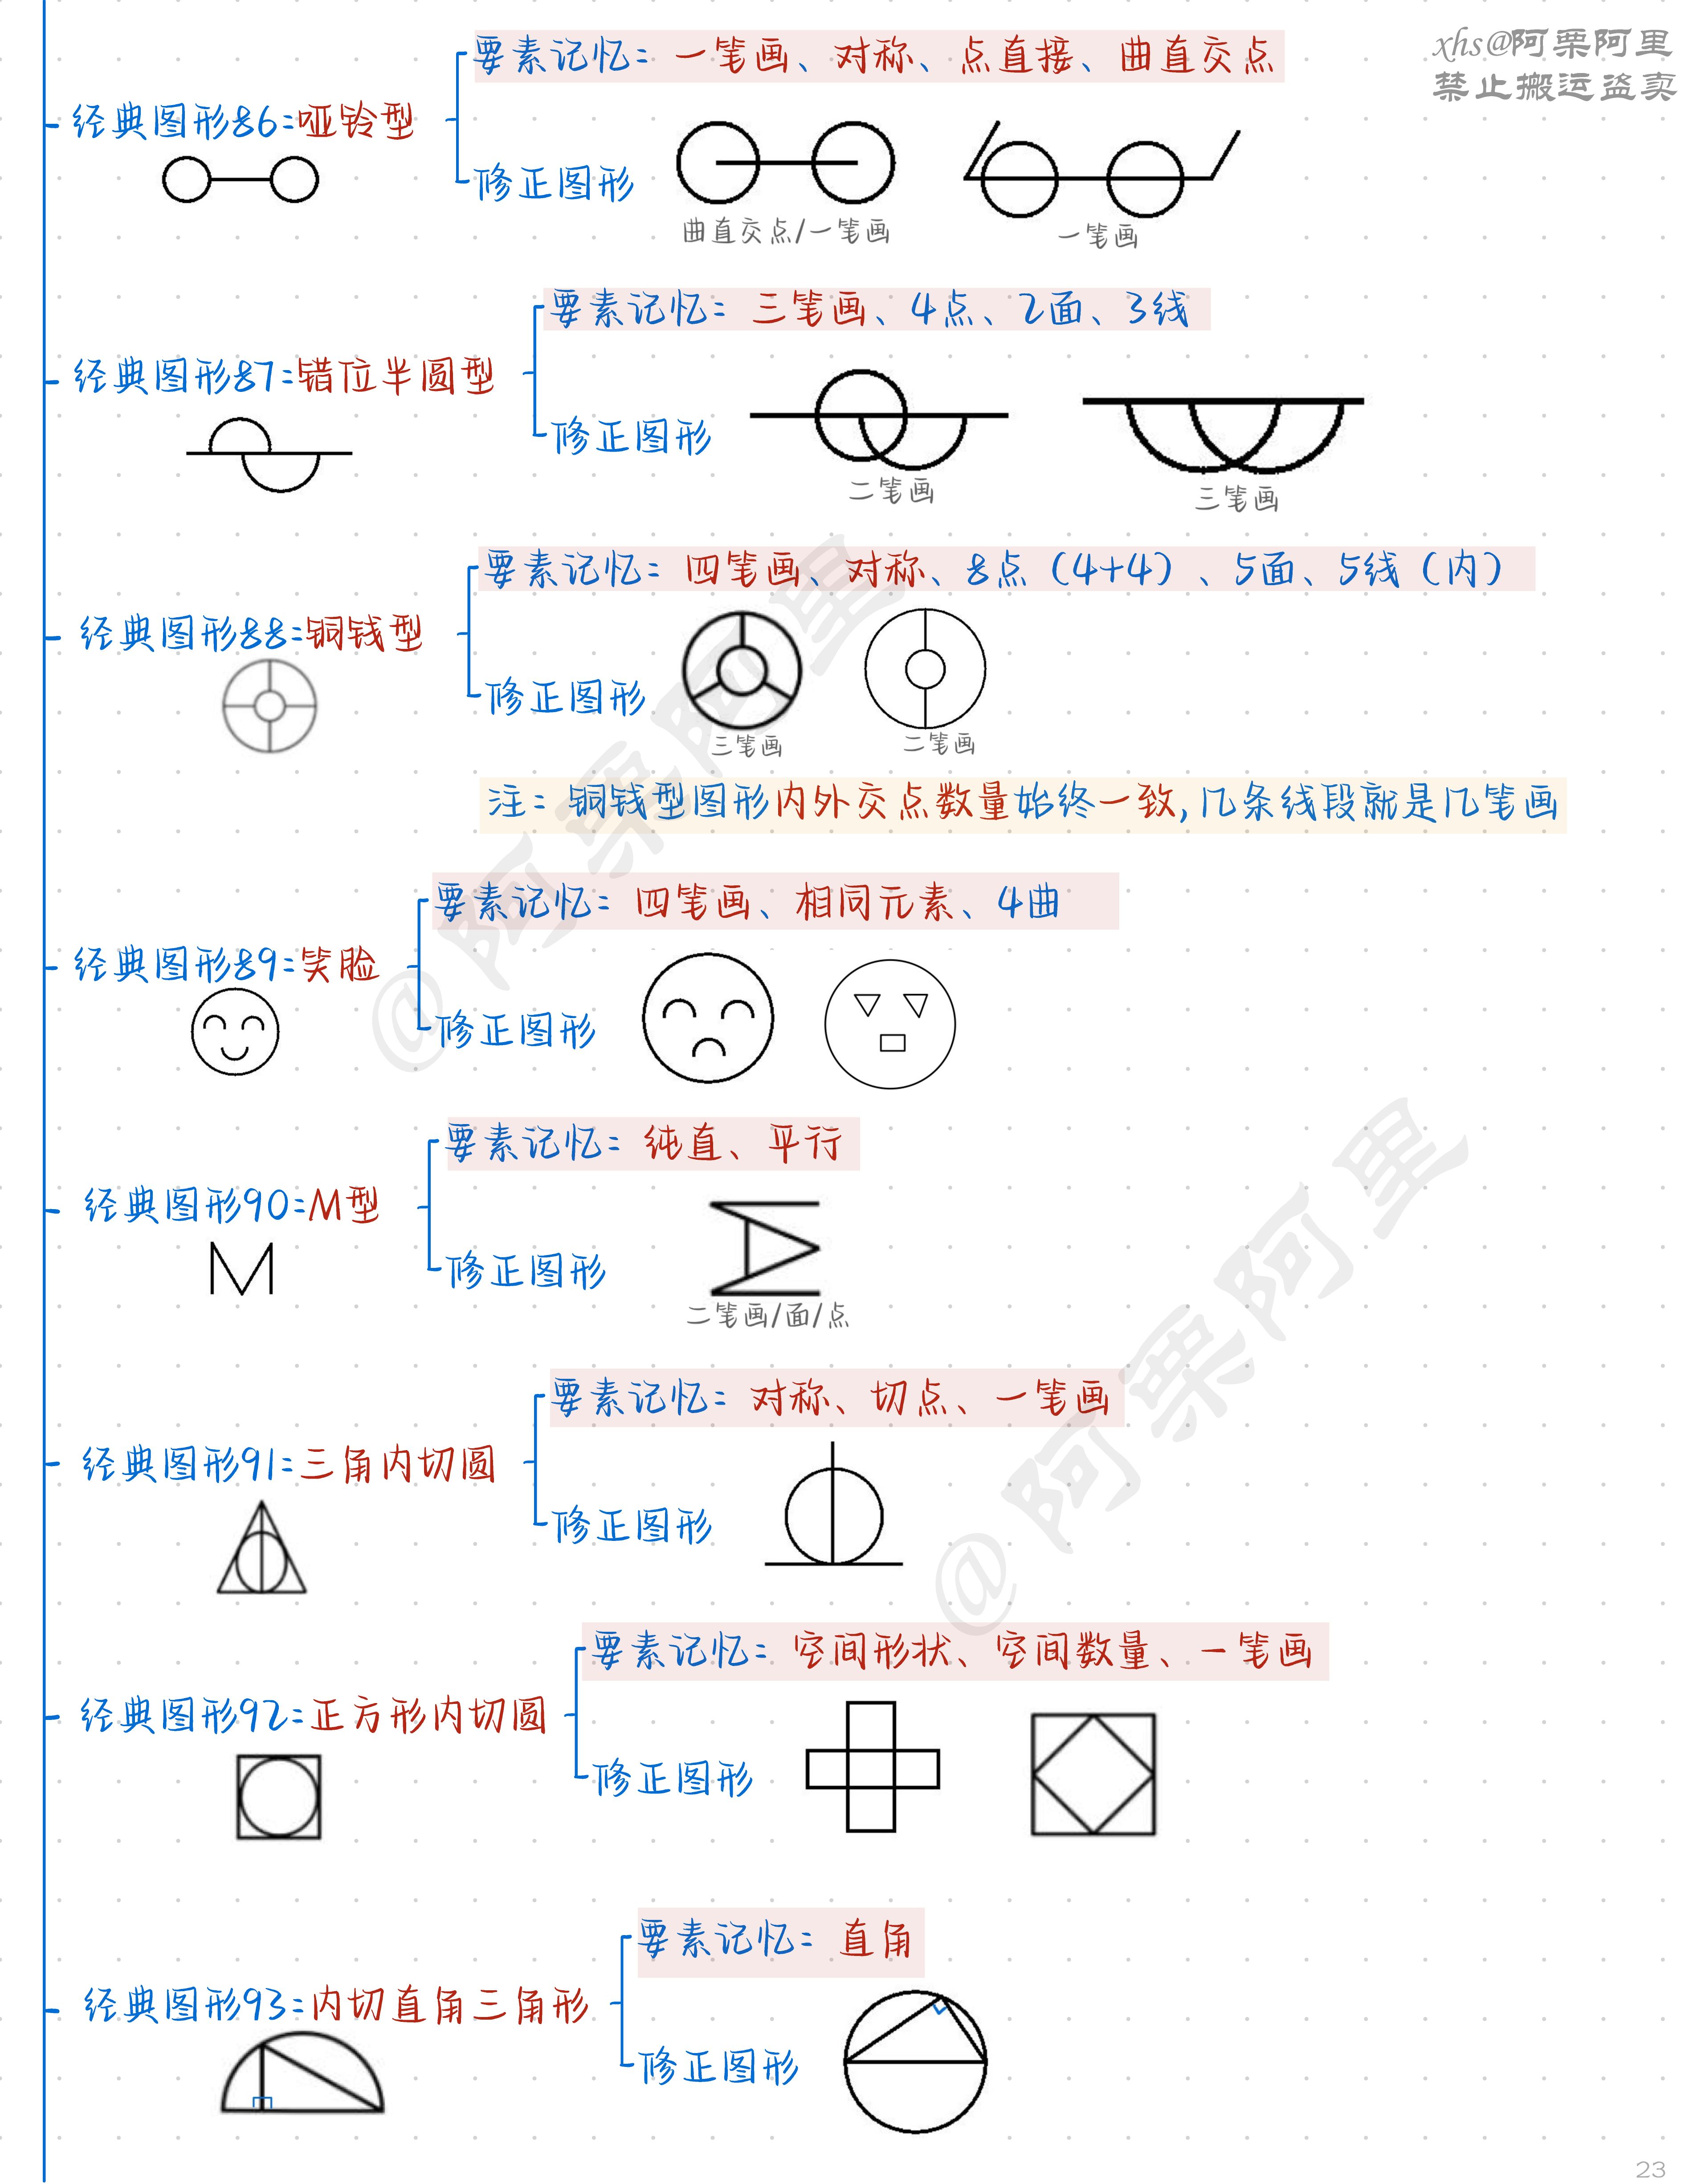 xhs@阿栗阿里
禁止搬运盗卖
要素记忆：一笔画、对称、点直接、曲直交点
经典图形86：哑铃型
修正图形
曲直交点/一笔画
一笔画
要素记忆：三笔画、4点、2面、3线
经典图形87：错位半圆型
修正图形
二笔画
三笔画
要素记忆：四笔画、对称、8点（4+4）、5面、5线（内）
经典图形88：铜钱型
修正图形
三笔画
二笔画
注：铜钱型图形内外交点数量始终一致，几条线段就是几笔画
要素记忆：四笔画、相同元素、4曲
经典图形89：笑脸
修正图形
要素记忆：纯直、平行
经典图形90：M型
修正图形
二笔画/面/点
要素记忆：对称、切点、一笔画
经典图形91：三角内切圆
修正图形
要素记忆：空间形状、空间数量、一笔画
经典图形92：正方形内切圆
修正图形
要素记忆：直角
经典图形93：内切直角三角形
修正图形
@阿栗阿里
@阿栗阿里
M
23